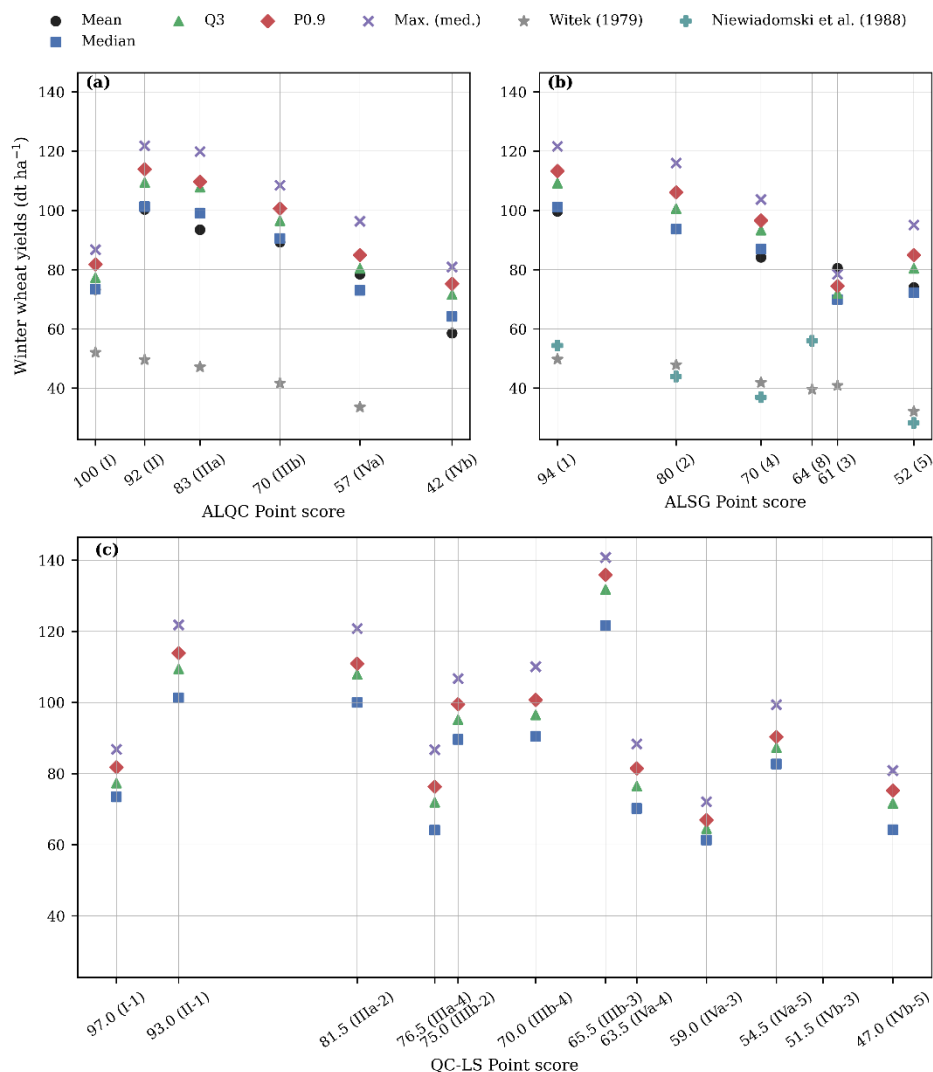 Mean Q3 P0.9 Max. (med.) Witek (1979) Niewiadomski et al. (1988)
Median
(a)
140
120
100
80
60
40
Winter wheat yields (dt ha⁻¹)
100 (I) 92 (II) 83 (IIIa) 70 (IIIb) 57 (IVa) 42 (IVb)
ALQC Point score
(b)
140
120
100
80
60
40
94 (1) 80 (2) 70 (4) 64 (8) 61 (3) 52 (5)
ALSG Point score
(c)
140
120
100
80
60
40
97.0 (I-1) 93.0 (II-1) 81.5 (IIIa-2) 76.5 (IIIa-4) 75.0 (IIIb-2) 70.0 (IIIb-4) 65.5 (IIIb-3) 63.5 (IVa-4) 59.0 (IVa-3) 54.5 (IVa-5) 51.5 (IVb-3) 47.0 (IVb-5)
QC-LS Point score